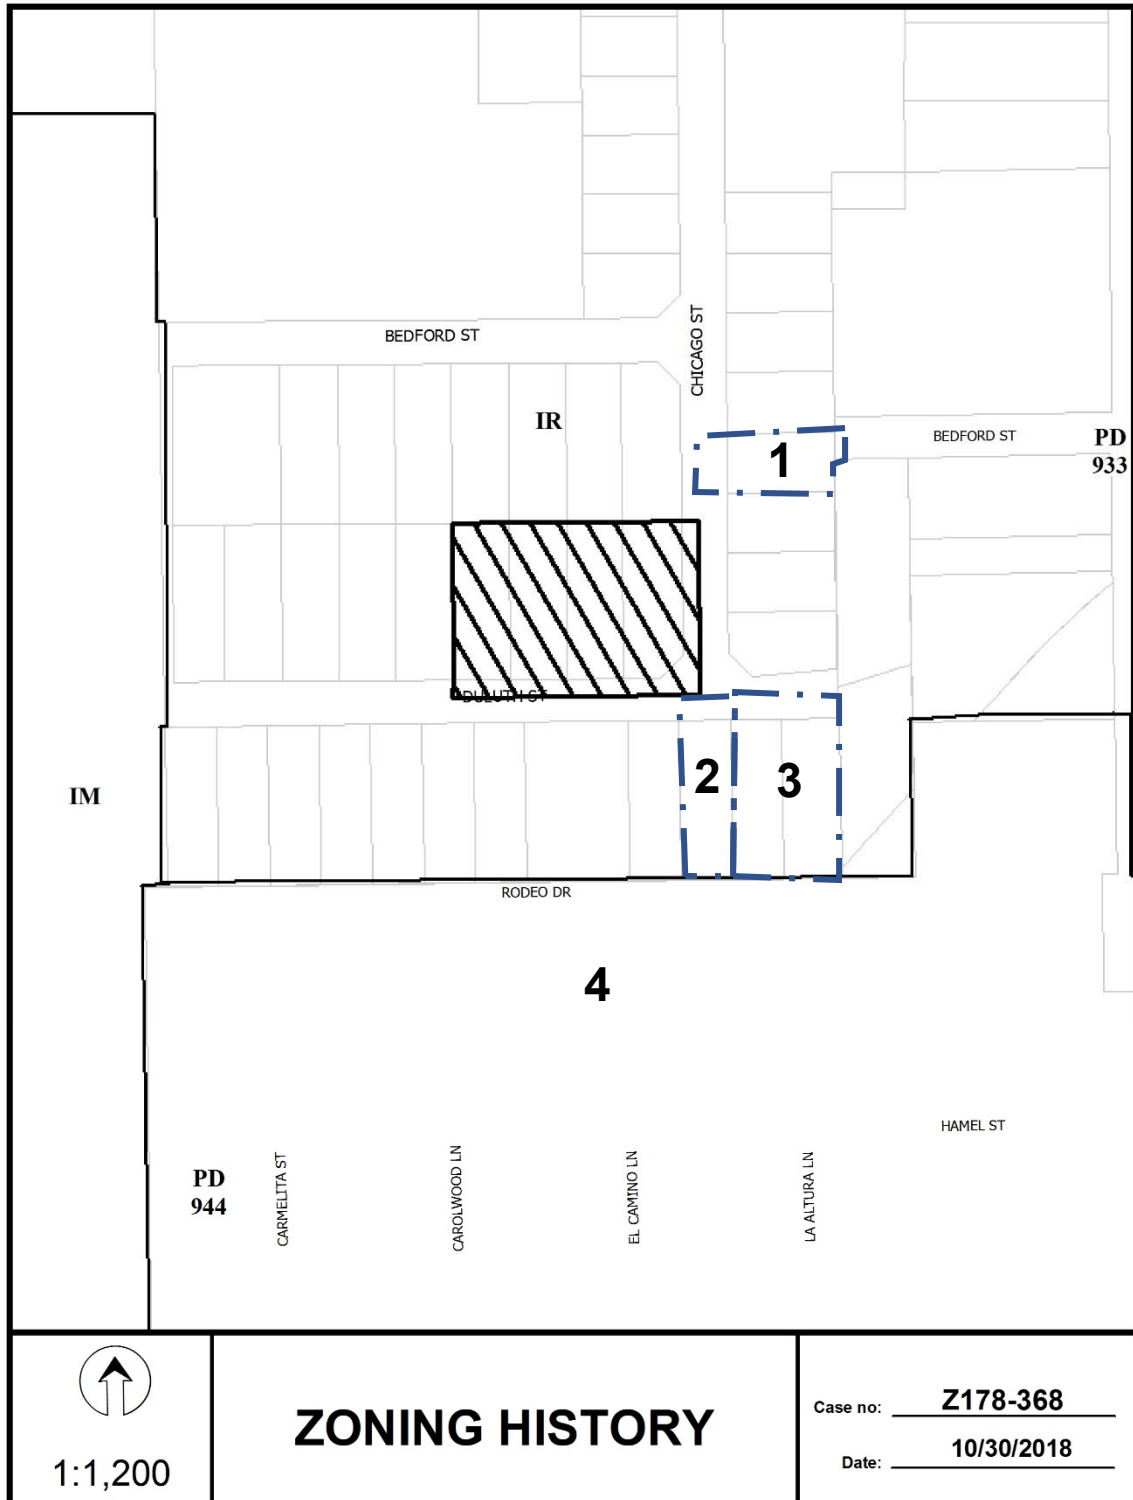 BEDFORD ST
CHICAGO ST
IR
BEDFORD ST
PD
933
1
DULUTH ST
2
3
IM
RODEO DR
4
HAMEL ST
PD
944
CARMELITA ST
CAROLWOOD LN
EL CAMINO LN
LA ALTURA LN
1:1,200
ZONING HISTORY
Case no: Z178-368
Date: 10/30/2018